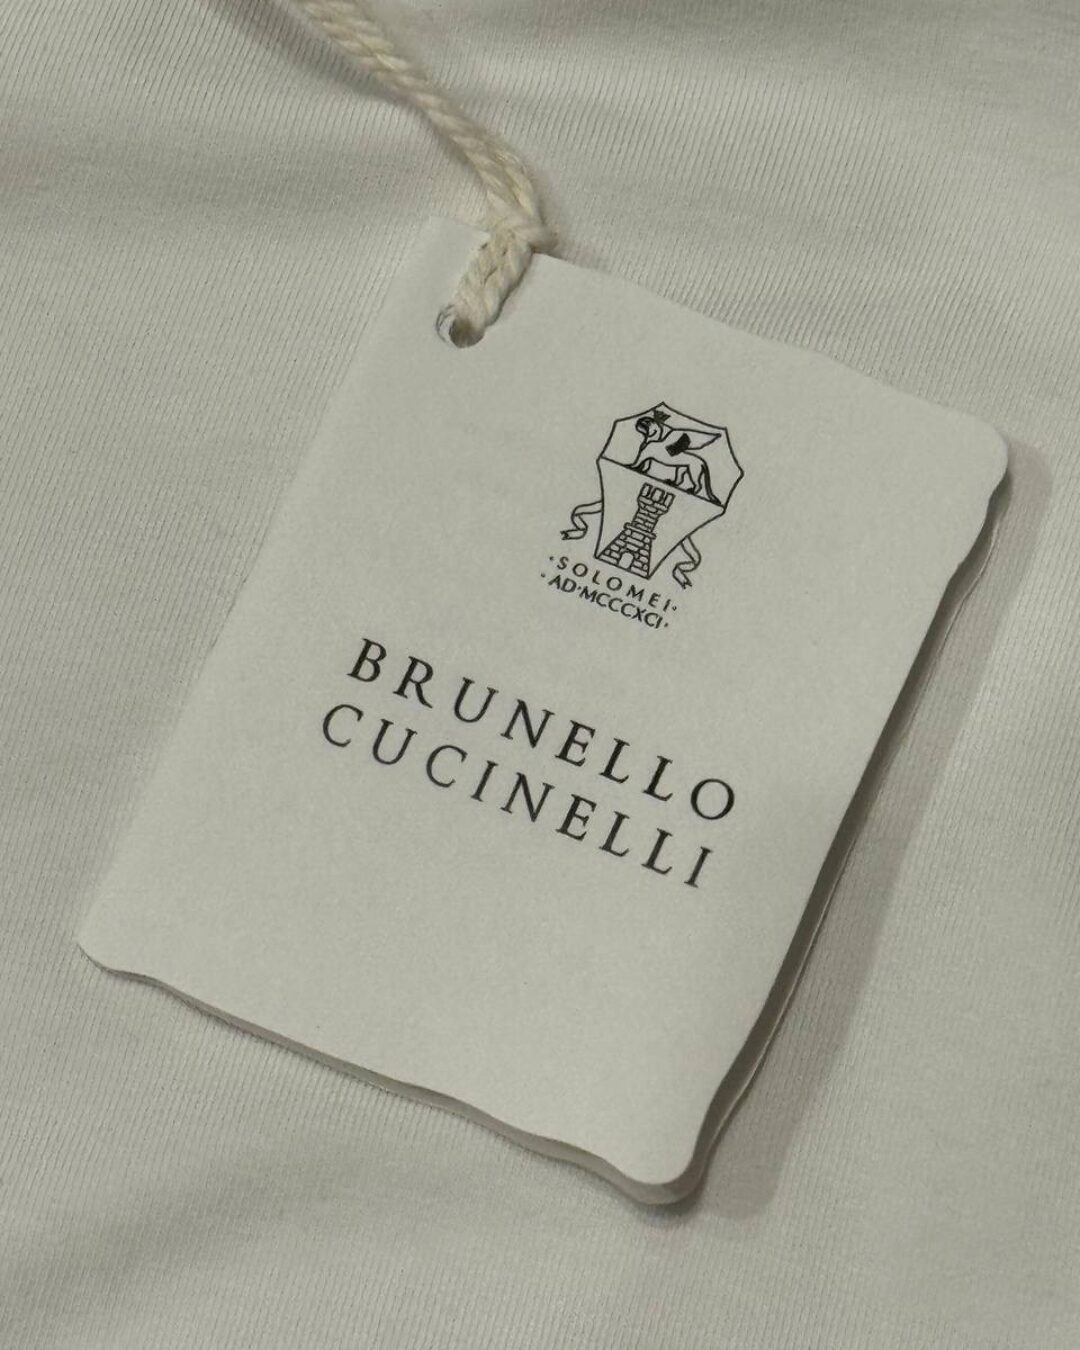 ·SOLOMEI·
·AD·MCCCXCI·
BRUNELLO
CUCINELLI